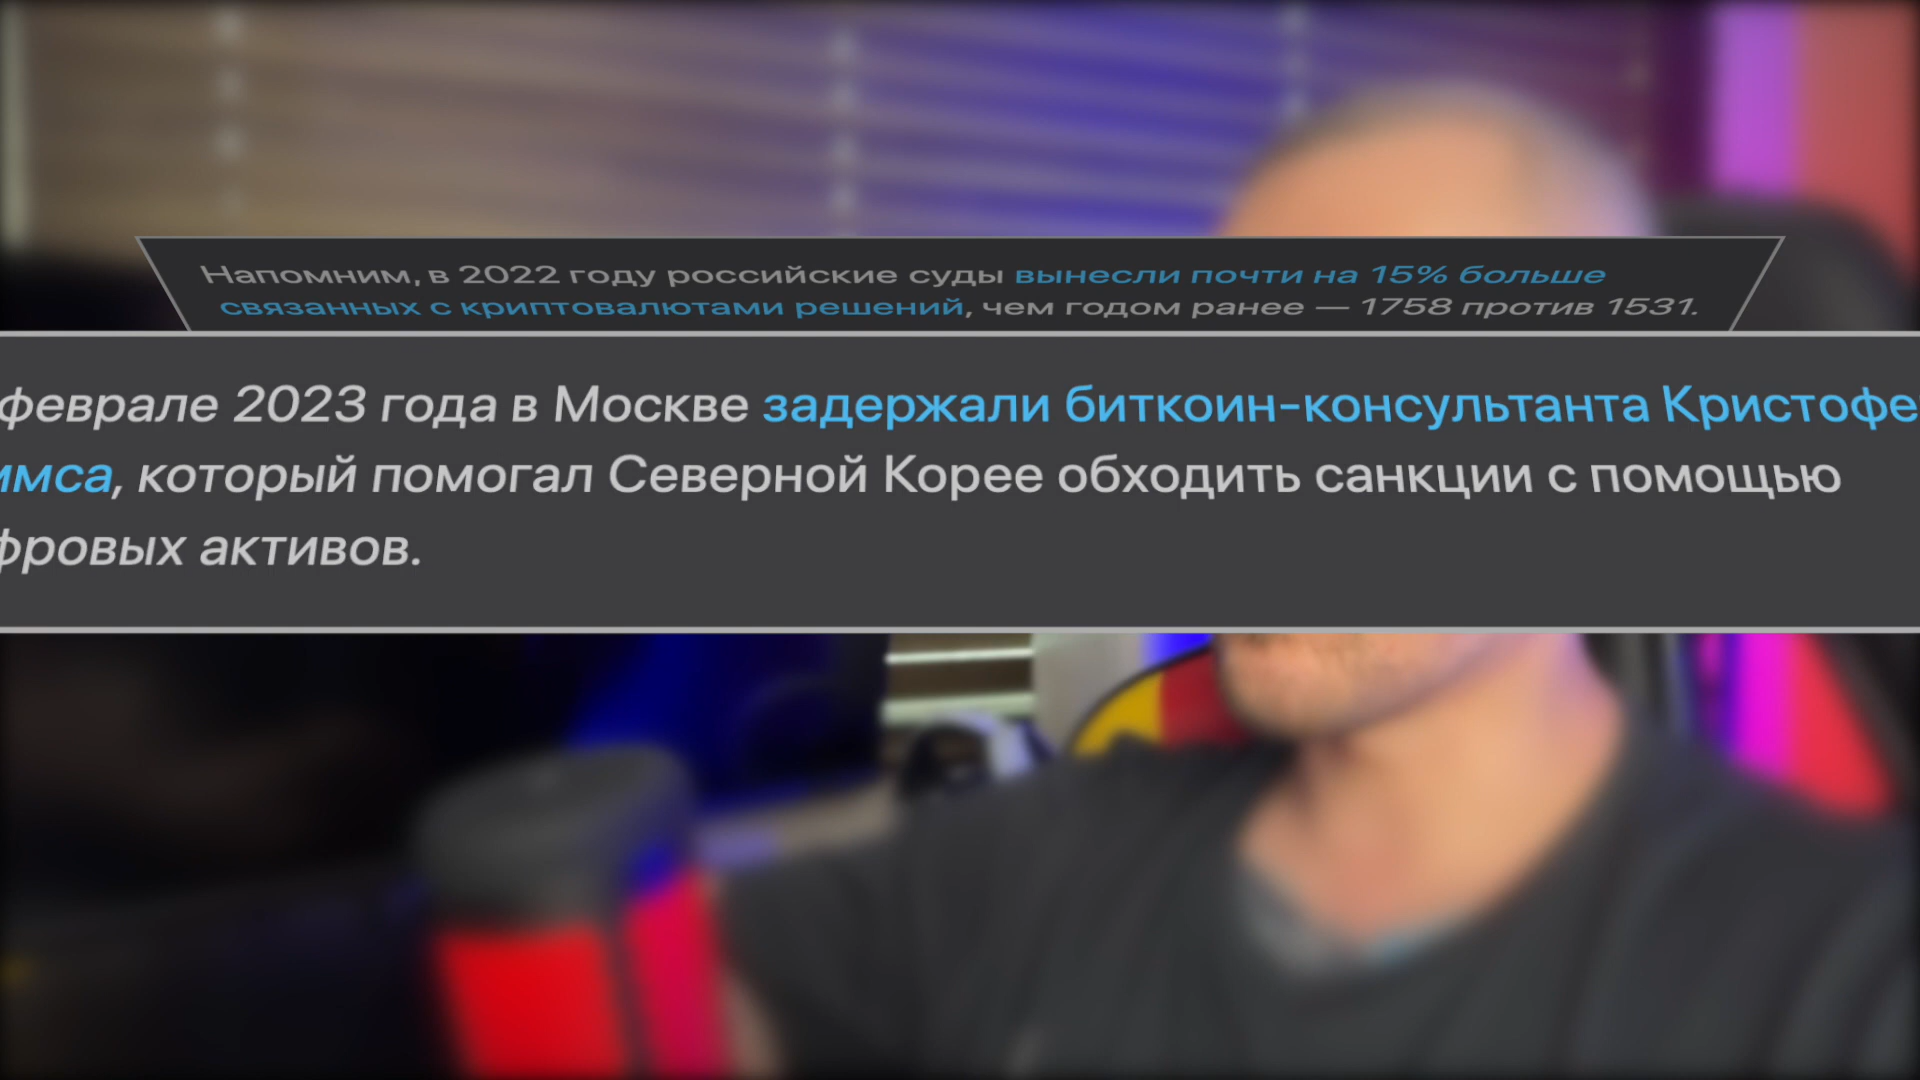 Напомним, в 2022 году российские суды вынесли почти на 15% больше
связанных с криптовалютами решений, чем годом ранее — 1758 против 1531.
феврале 2023 года в Москве задержали биткоин-консультанта Кристофе
ммса, который помогал Северной Корее обходить санкции с помощью
фровых активов.